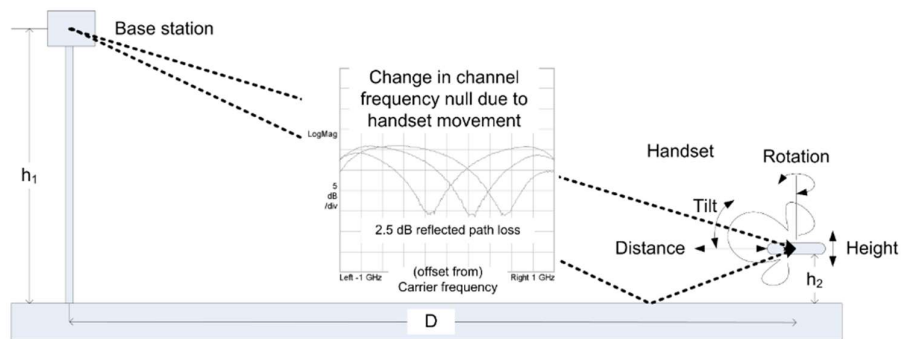 Base station
Change in channel
frequency null due to
handset movement
LogMag
5
dB
/div
2.5 dB reflected path loss
Left -1 GHz
(offset from)
Carrier frequency
Right 1 GHz
h1
Handset
Rotation
Tilt
Distance
Height
h2
D